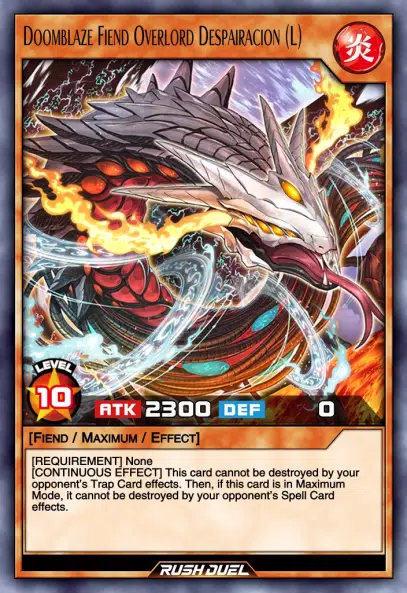 Doomblaze Fiend Overlord Despairacion (L)
炎
LEVEL
10
ATK 2300 DEF 0
[Fiend / Maximum / Effect]
[REQUIREMENT] None
[CONTINUOUS EFFECT] This card cannot be destroyed by your
opponent's Trap Card effects. Then, if this card is in Maximum
Mode, it cannot be destroyed by your opponent's Spell Card
effects.
RUSH DUEL